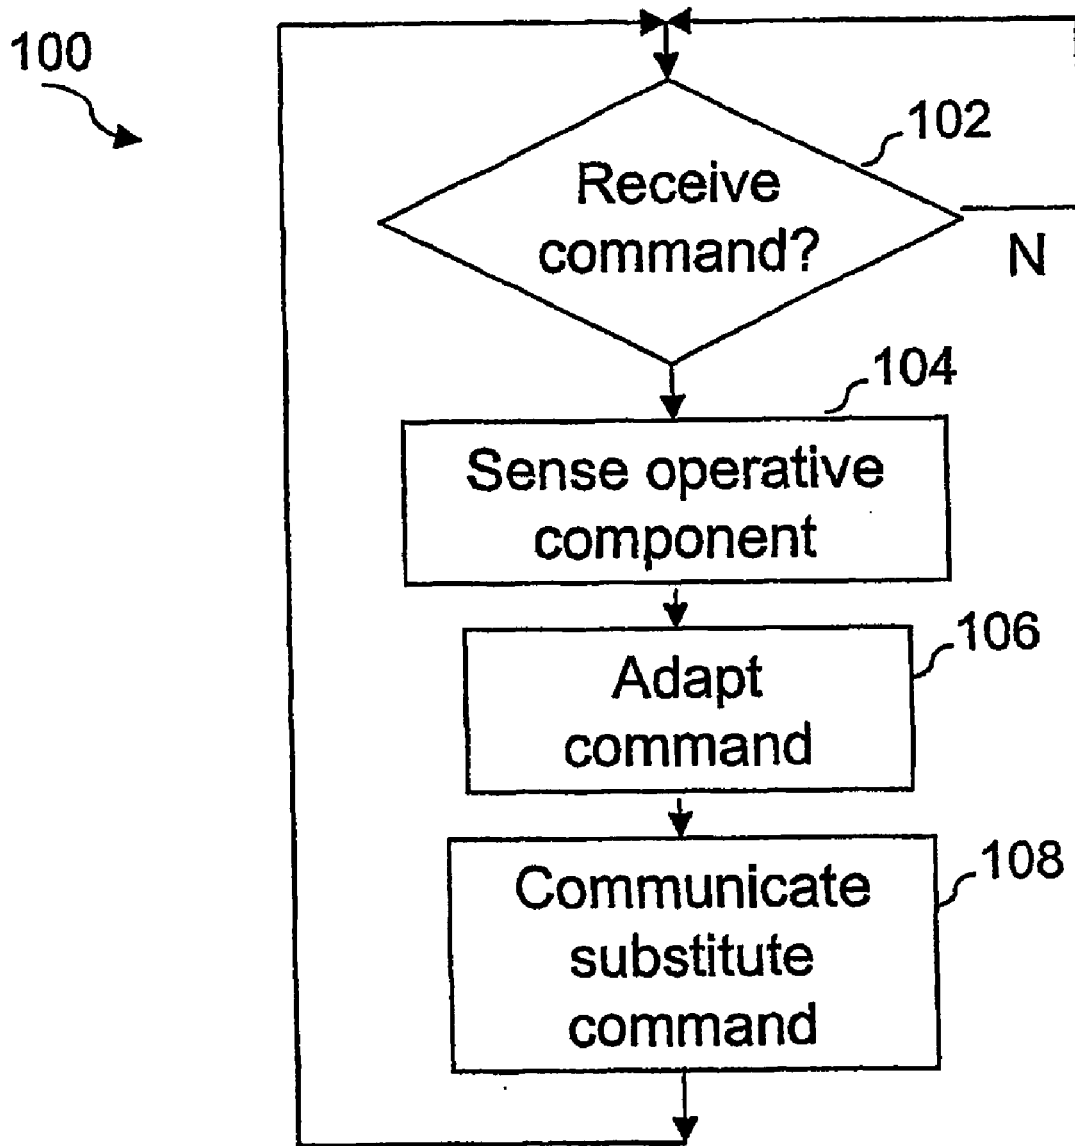 100
102
Receive
command?
N
104
Sense operative
component
106
Adapt
command
108
Communicate
substitute
command